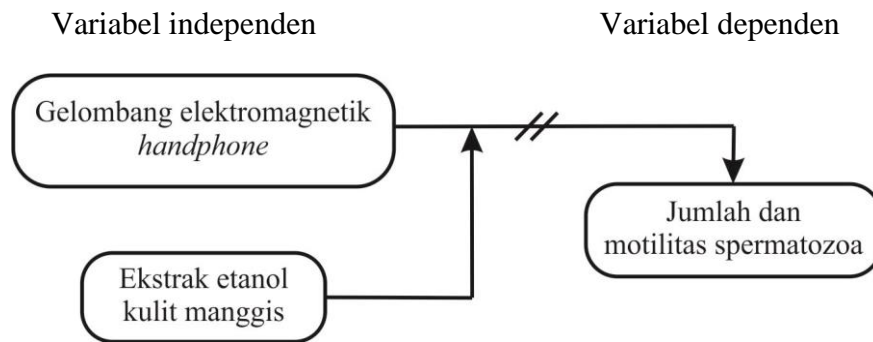 Variabel independen
Variabel dependen
Gelombang elektromagnetik
handphone
Jumlah dan
motilitas spermatozoa
Ekstrak etanol
kulit manggis